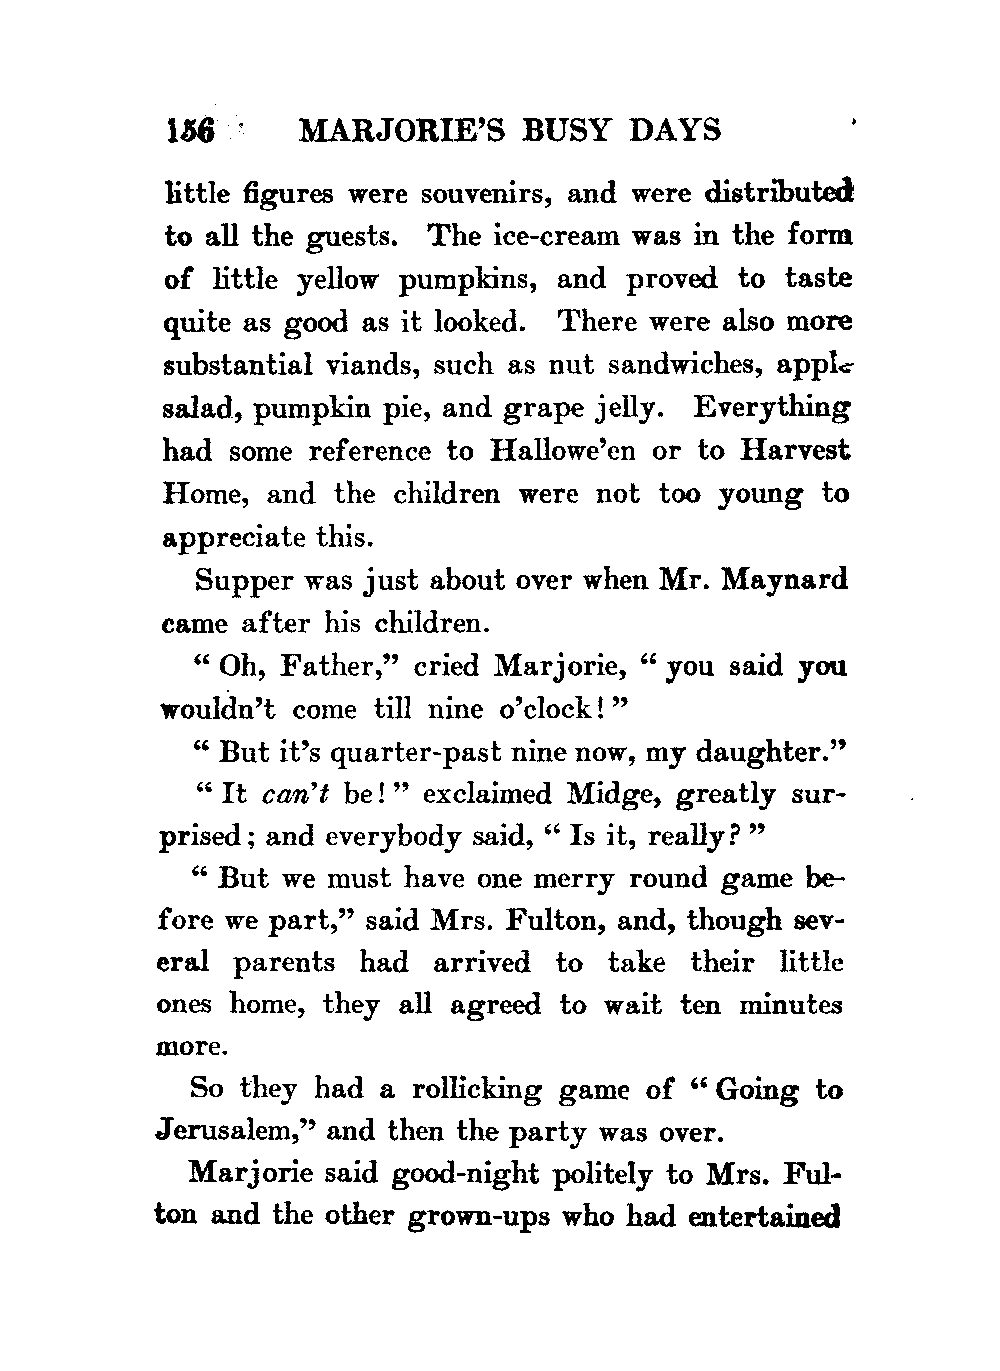 156 MARJORIE'S BUSY DAYS
little figures were souvenirs, and were distributed
to all the guests. The ice-cream was in the form
of little yellow pumpkins, and proved to taste
quite as good as it looked. There were also more
substantial viands, such as nut sandwiches, apple
salad, pumpkin pie, and grape jelly. Everything
had some reference to Hallowe'en or to Harvest
Home, and the children were not too young to
appreciate this.
Supper was just about over when Mr. Maynard
came after his children.
“ Oh, Father,” cried Marjorie, “ you said you
wouldn't come till nine o'clock! ”
“ But it's quarter-past nine now, my daughter.”
“ It can't be! ” exclaimed Midge, greatly sur-
prised; and everybody said, “ Is it, really? ”
“ But we must have one merry round game be-
fore we part,” said Mrs. Fulton, and, though sev-
eral parents had arrived to take their little
ones home, they all agreed to wait ten minutes
more.
So they had a rollicking game of “ Going to
Jerusalem,” and then the party was over.
Marjorie said good-night politely to Mrs. Ful-
ton and the other grown-ups who had entertained